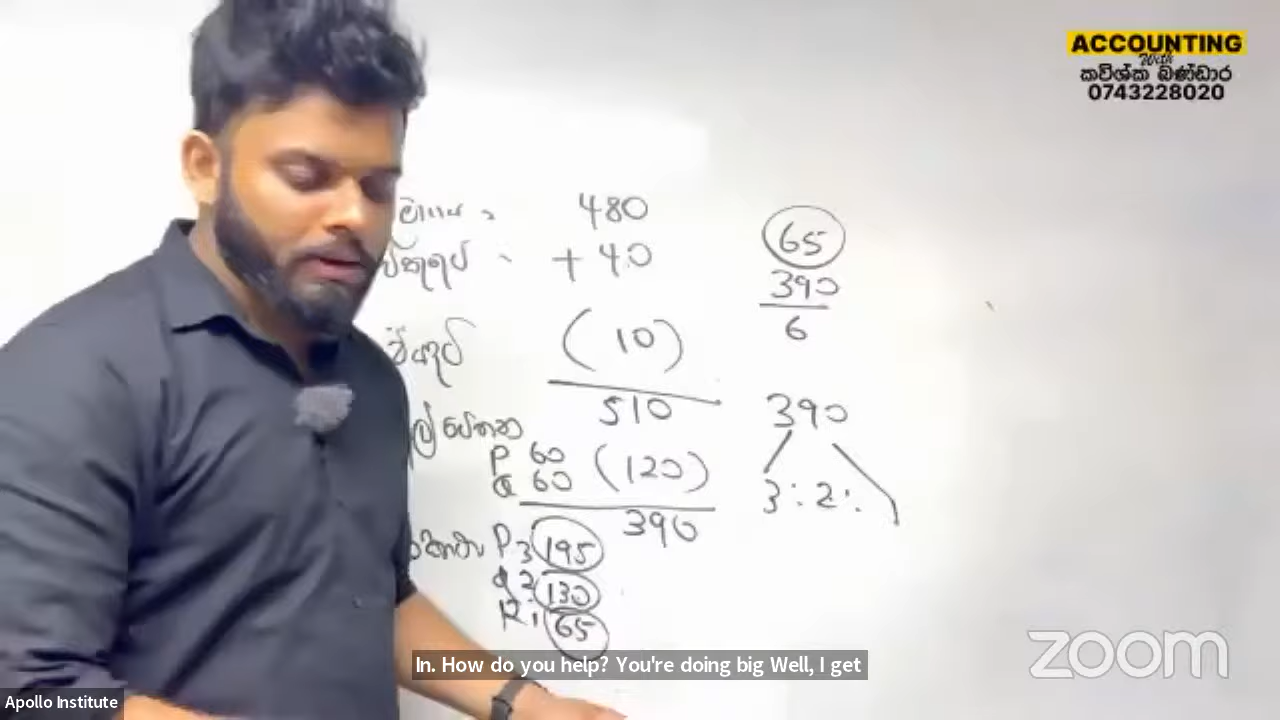 ACCOUNTING
With
කවිශ්ක බණ්ඩාර
0743228020
480
+ 40
(10)
510
P 60
Q 60 (120)
390
P 3 195
Q 2 130
R 1 65
65
390
6
390
3 : 2 :
In. How do you help? You're doing big Well, I get
Apollo Institute
zoom